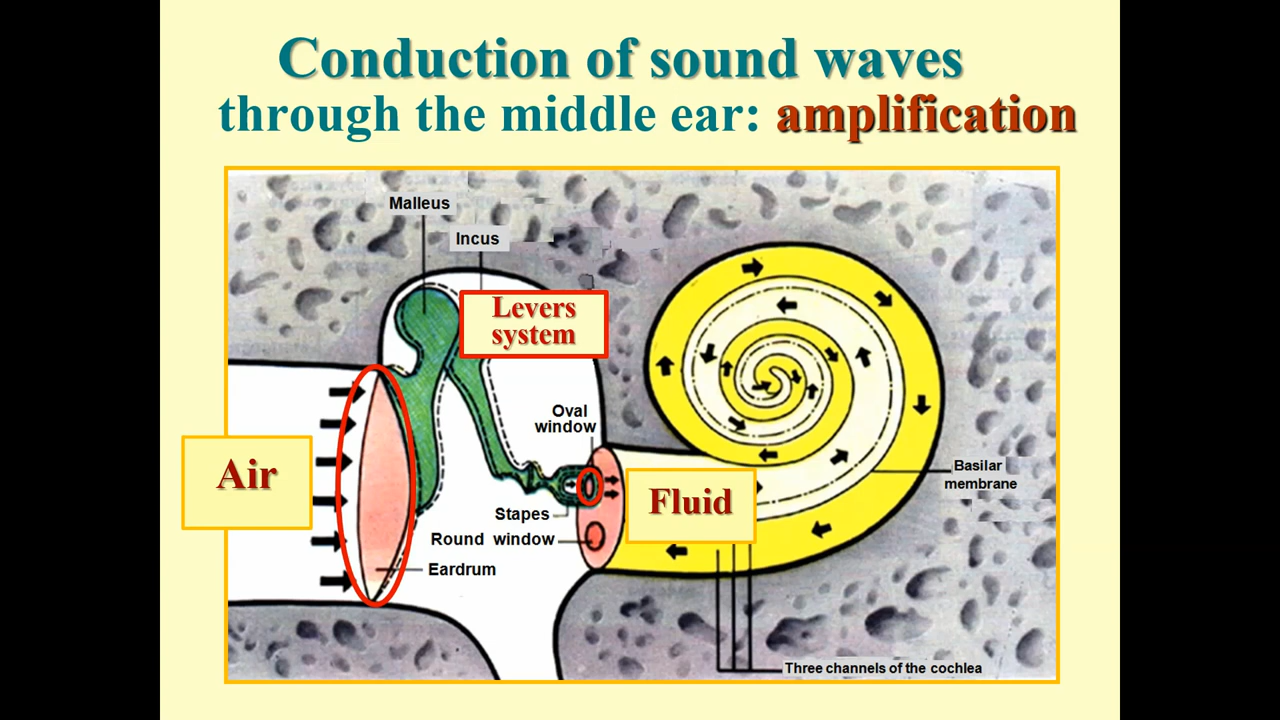 Conduction of sound waves
through the middle ear: amplification
Malleus
Incus
Levers
system
Oval
window
Air
Basilar
membrane
Fluid
Stapes
Round window
Eardrum
Three channels of the cochlea